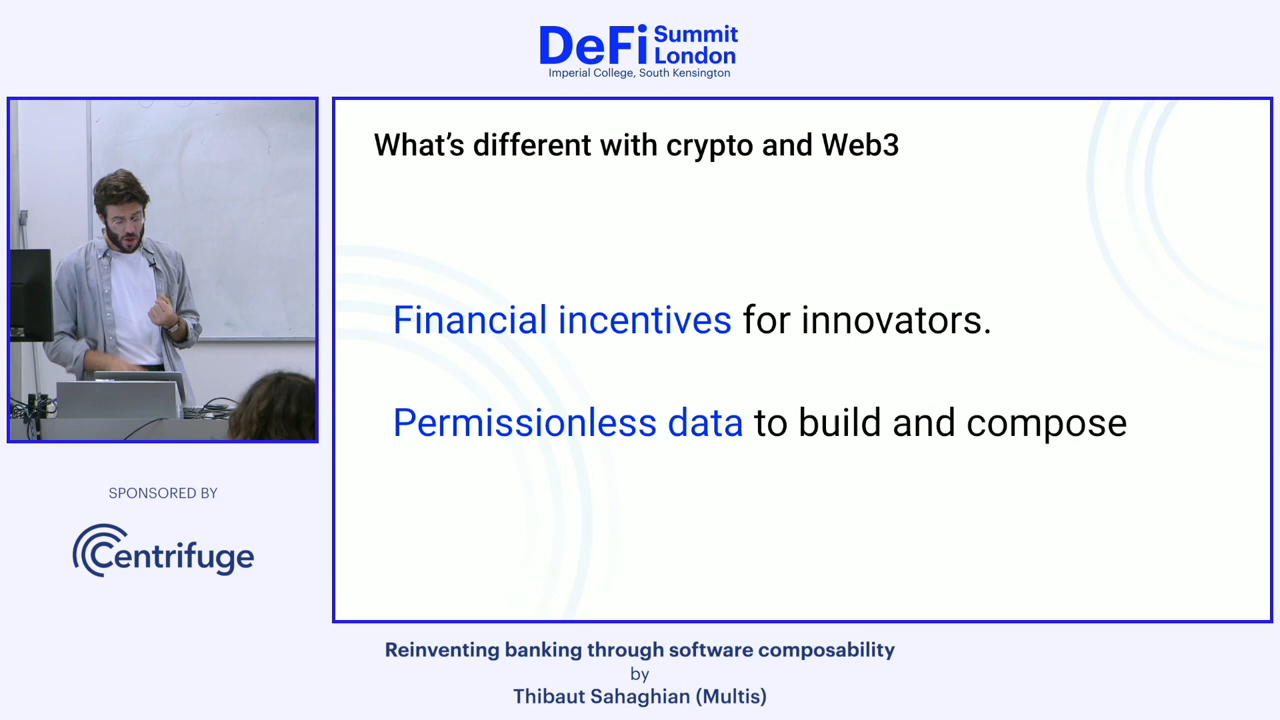 DeFi Summit London
Imperial College, South Kensington
What's different with crypto and Web3
Financial incentives for innovators.
Permissionless data to build and compose
SPONSORED BY
Centrifuge
Reinventing banking through software composability
by
Thibaut Sahaghian (Multis)